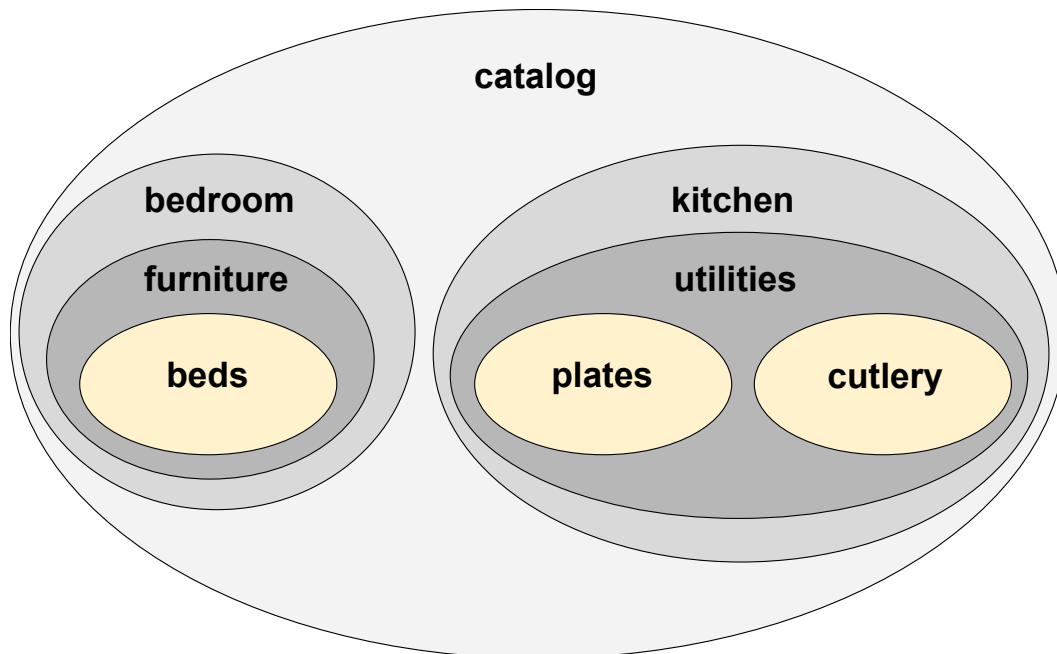 catalog
bedroom
kitchen
furniture
utilities
beds
plates
cutlery